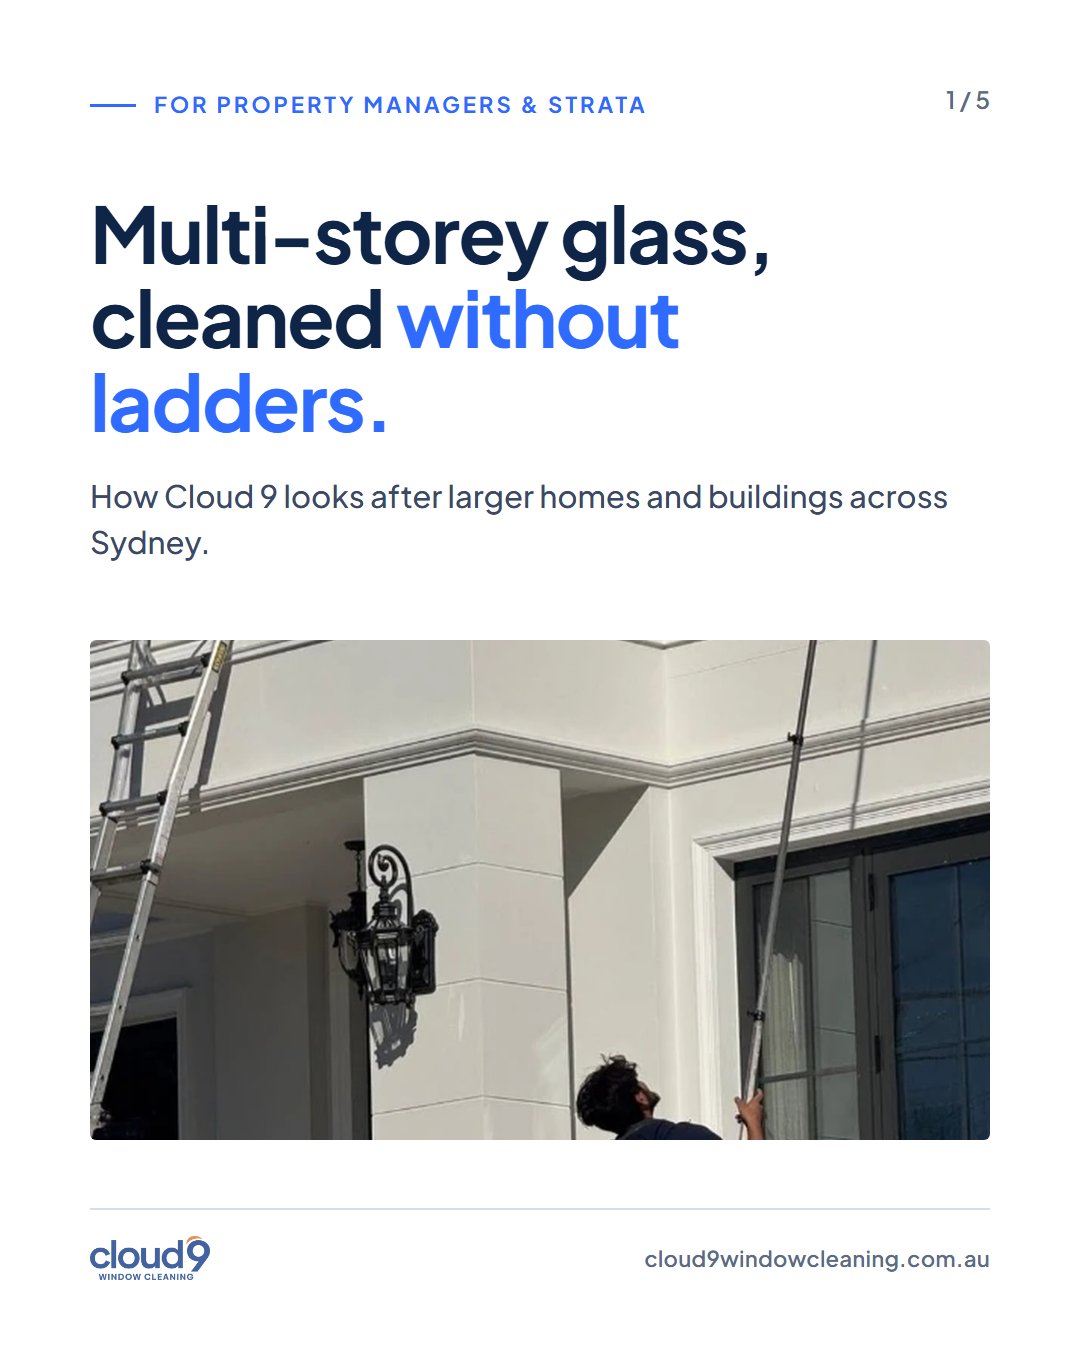 FOR PROPERTY MANAGERS & STRATA
1/5
Multi-storey glass,
cleaned without
ladders.
How Cloud 9 looks after larger homes and buildings across
Sydney.
cloud9
WINDOW CLEANING
cloud9windowcleaning.com.au